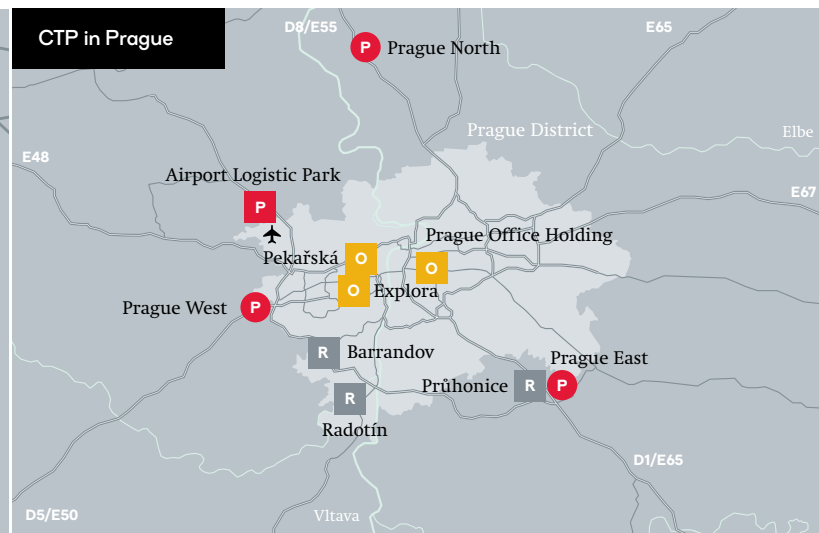 CTP in Prague
D8/E55
E65
P
Prague North
Prague District
Elbe
E48
Airport Logistic Park
P
E67
Prague Office Holding
Pekařská
O
O
O
Explora
Prague West
P
R
Barrandov
Prague East
Průhonice
R
P
R
Radotín
D1/E65
D5/E50
Vltava